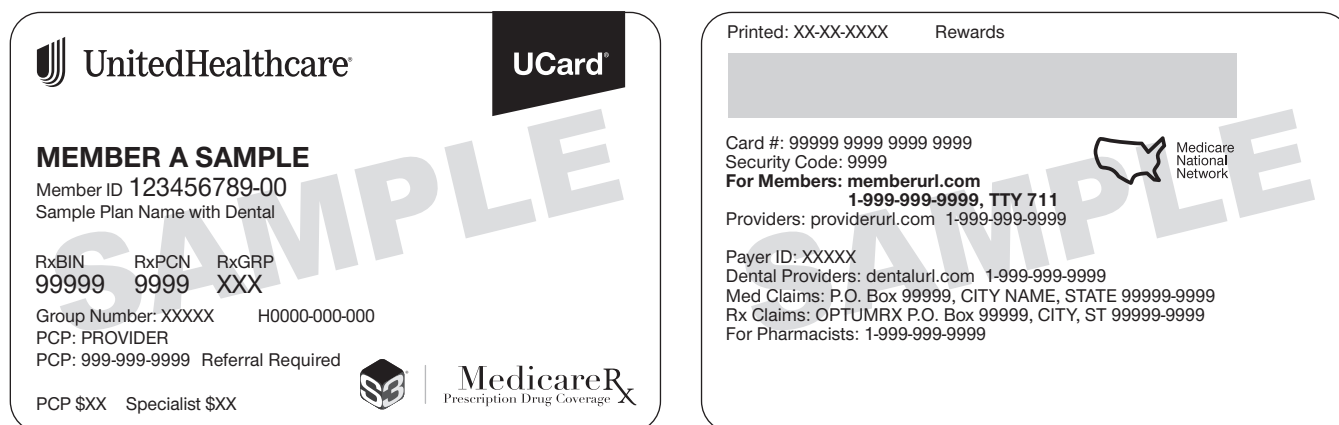 UnitedHealthcare®
UCard®
SAMPLE
MEMBER A SAMPLE
Member ID 123456789-00
Sample Plan Name with Dental
RxBIN RxPCN RxGRP
99999 9999 XXX
Group Number: XXXXX H0000-000-000
PCP: PROVIDER
PCP: 999-999-9999 Referral Required
PCP $XX Specialist $XX
S3®
MedicareRx
Prescription Drug Coverage
Printed: XX-XX-XXXX Rewards
SAMPLE
Card #: 99999 9999 9999 9999
Security Code: 9999
For Members: memberurl.com
1-999-999-9999, TTY 711
Providers: providerurl.com 1-999-999-9999
Medicare
National
Network
Payer ID: XXXXX
Dental Providers: dentalurl.com 1-999-999-9999
Med Claims: P.O. Box 99999, CITY NAME, STATE 99999-9999
Rx Claims: OPTUMRX P.O. Box 99999, CITY, ST 99999-9999
For Pharmacists: 1-999-999-9999